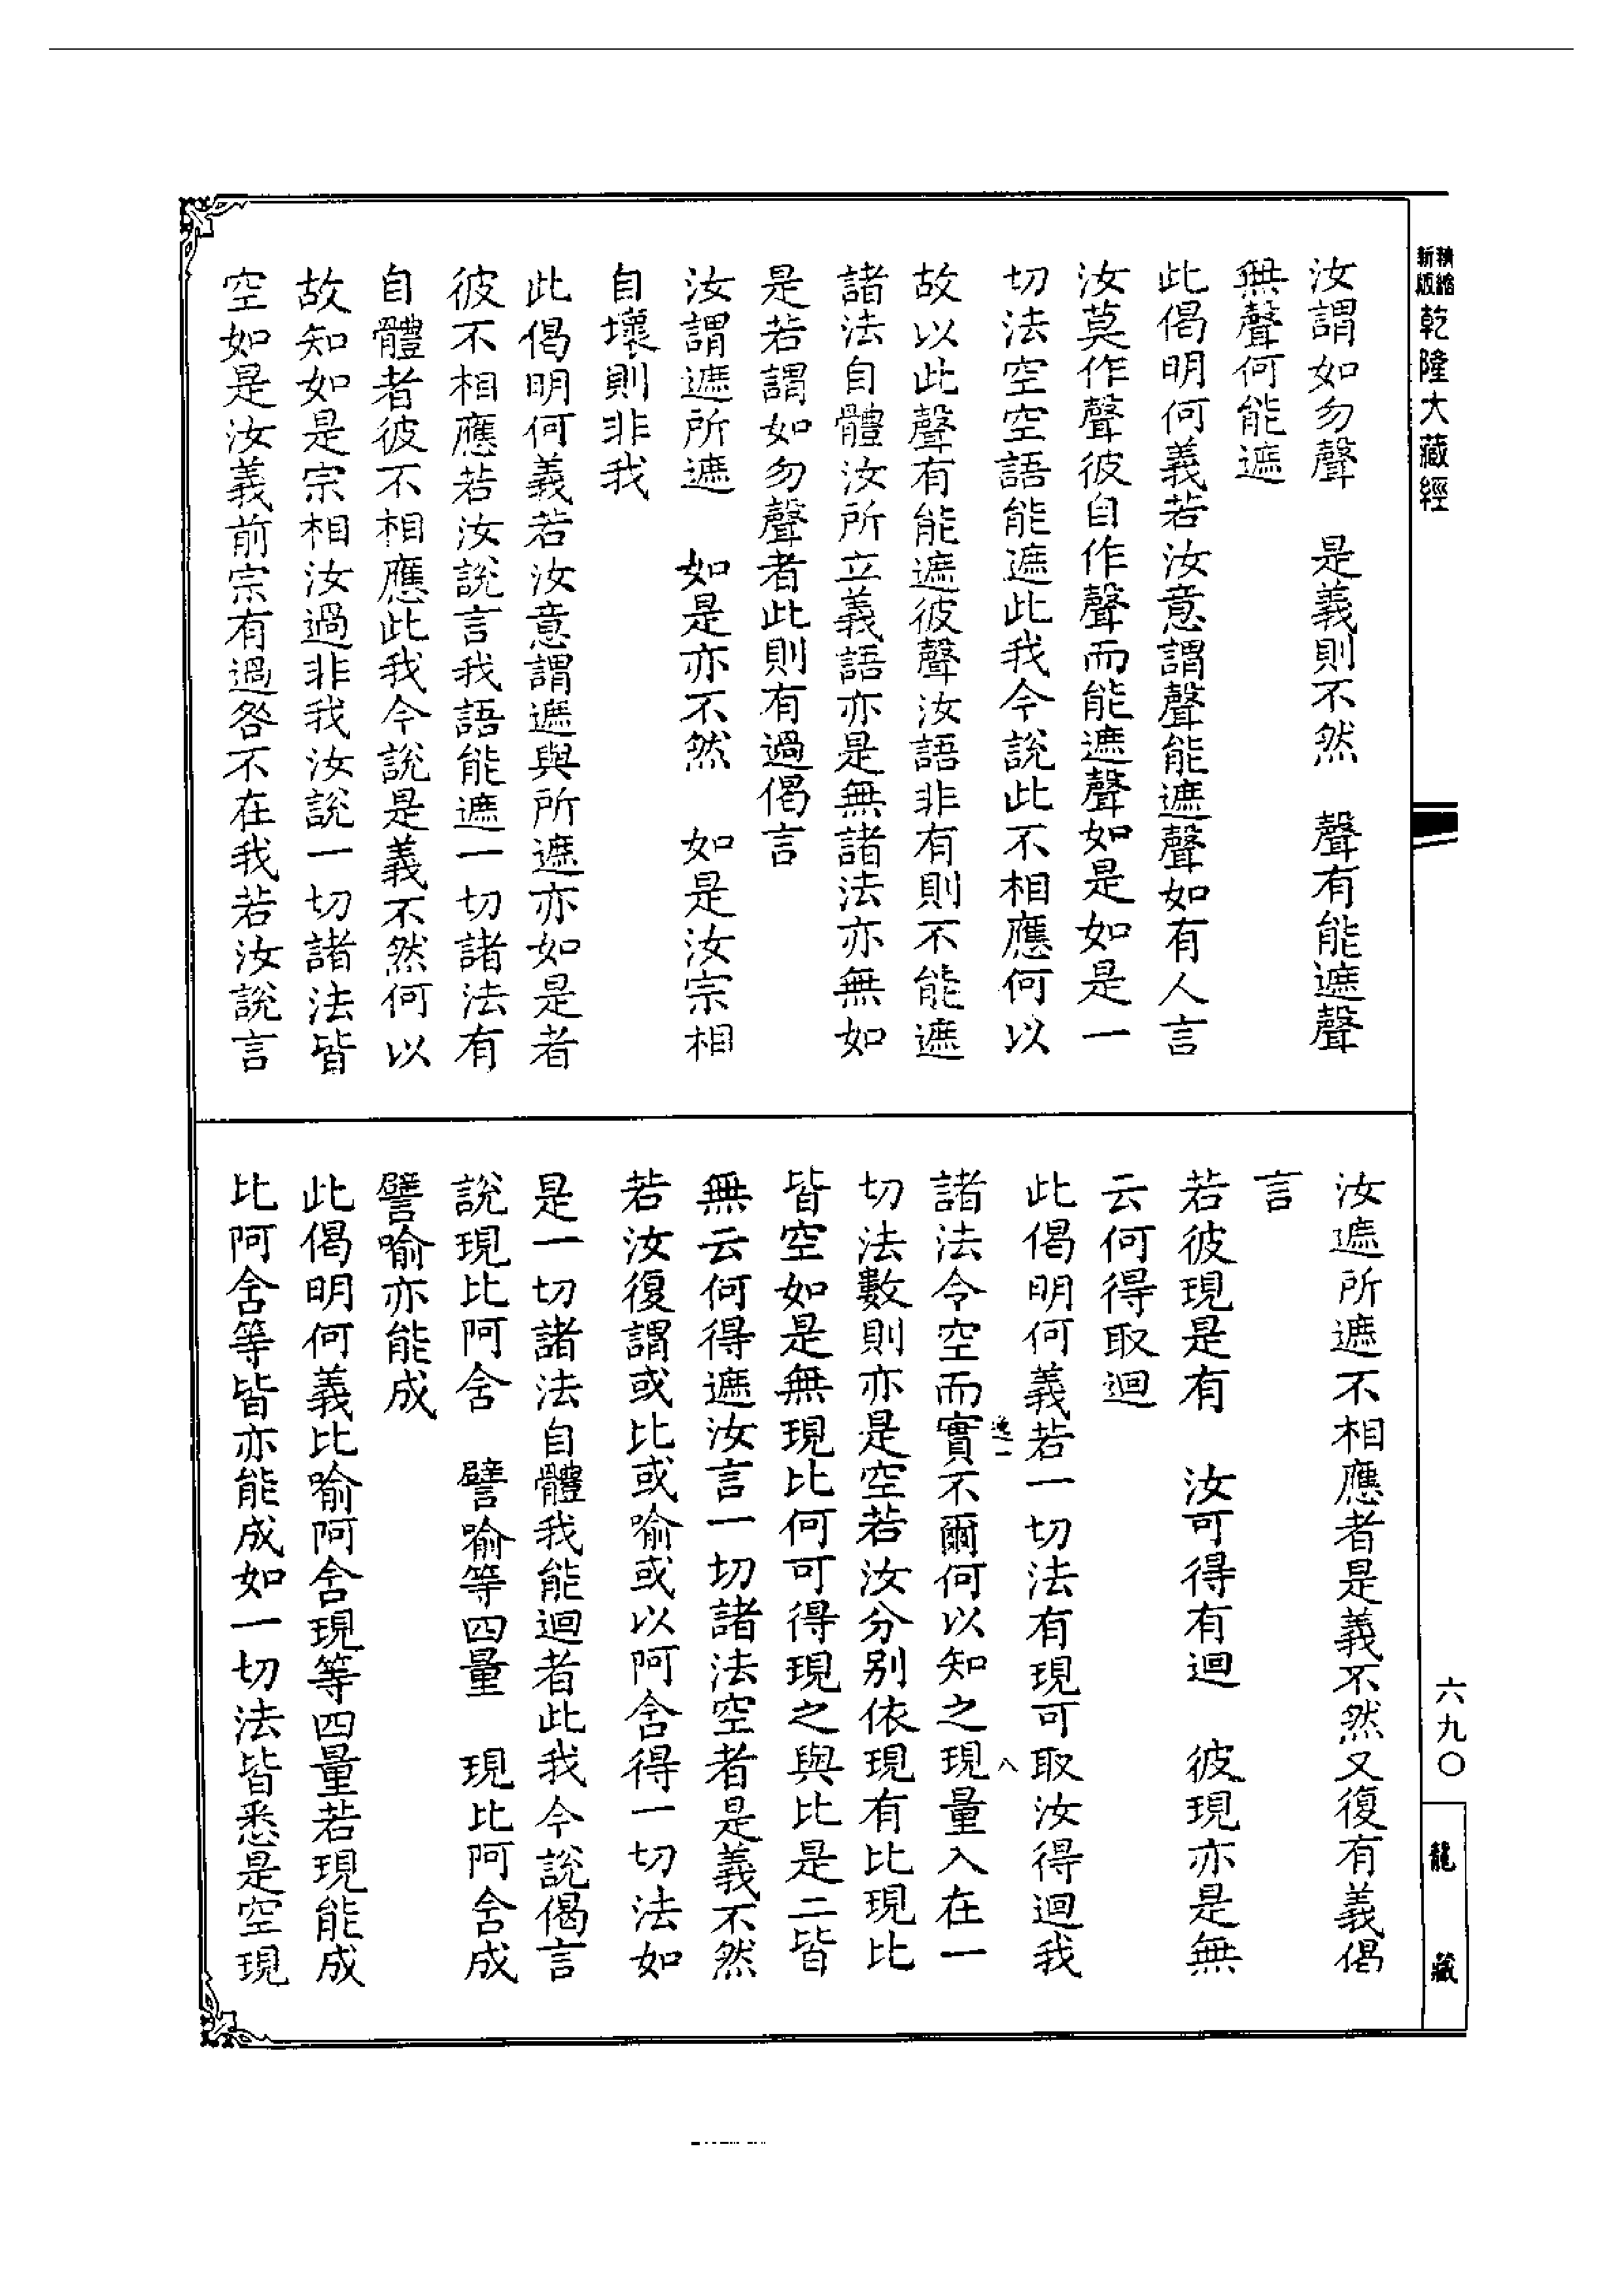 新版精縮乾隆大藏經
汝謂如勿聲　是義則不然　聲有能遮聲
無聲何能遮
此偈明何義若汝意謂聲能遮聲如有人言
汝莫作聲彼自作聲而能遮聲如是如是一
切法空空語能遮此我今說此不相應何以
故以此聲有能遮彼聲汝語非有則不能遮
諸法自體汝所立義語亦是無諸法亦無如
是若謂如勿聲者此則有過偈言
汝謂遮所遮　如是亦不然　如是汝宗相
自壞則非我
此偈明何義若汝意謂遮與所遮亦如是者
彼不相應若汝說言我語能遮一切諸法有
自體者彼不相應此我今說是義不然何以
故知如是宗相汝過非我汝說一切諸法皆
空如是汝義前宗有過咎不在我若汝說言
汝遮所遮不相應者是義不然又復有義偈
言
若彼現是有　汝可得有迴　彼現亦是無
云何得取迴
此偈明何義若一切法有現可取汝得迴我
諸法令空而實不爾何以知之現量入在一
切法數則亦是空若汝分別依現有比現比
皆空如是無現比何可得現之與比是二皆
無云何得遮汝言一切諸法空者是義不然
若汝復謂或比或喻或以阿含得一切法如
是一切諸法自體我能迴者此我今說偈言
說現比阿含　譬喻等四量　現比阿含成
譬喻亦能成
此偈明何義比喻阿含現等四量若現能成
比阿含等皆亦能成如一切法皆悉是空現
八
六九〇
龍藏